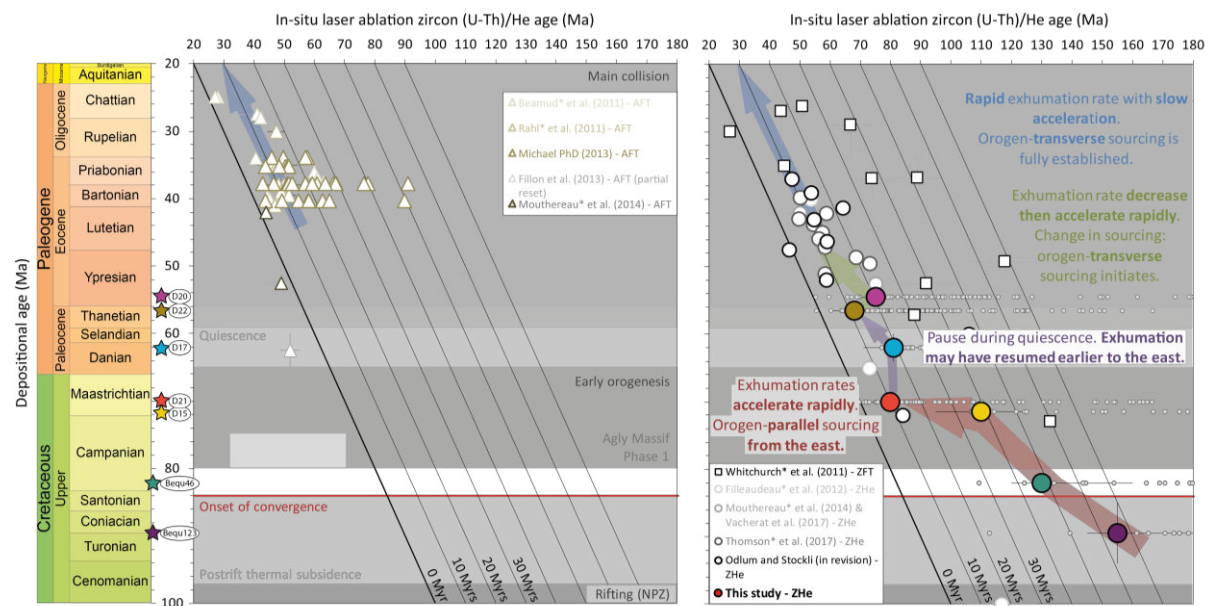 In-situ laser ablation zircon (U-Th)/He age (Ma)
20 30 40 50 60 70 80 90 100 110 120 130 140 150 160 170 180
In-situ laser ablation zircon (U-Th)/He age (Ma)
20 30 40 50 60 70 80 90 100 110 120 130 140 150 160 170 180
Depositional age (Ma)
20
30
40
50
60
70
80
90
100
Paleogene
Cretaceous
Oligocene
Eocene
Paleocene
Upper
Aquitanian
Chattian
Rupelian
Priabonian
Bartonian
Lutetian
Ypresian
Thanetian
Selandian
Danian
Maastrichtian
Campanian
Santonian
Coniacian
Turonian
Cenomanian
D20
D22
D17
D21
D15
Bequ46
Bequ12
Main collision
Bearnud* et al. (2011) - AFT
Rahl* et al. (2011) - AFT
Michael PhD (2013) - AFT
Fillon et al. (2013) - AFT (partial
reset)
Mouthereau* et al. (2014) - AFT
Quiescence
Early orogenesis
Agly Massif
Phase 1
Onset of convergence
Postrift thermal subsidence
Rifting (NPZ)
0 Myr
10 Myrs
20 Myrs
30 Myrs
Rapid exhumation rate with slow
acceleration.
Orogen-transverse sourcing is
fully established.
Exhumation rate decrease
then accelerate rapidly.
Change in sourcing:
orogen-transverse
sourcing initiates.
Pause during quiescence. Exhumation
may have resumed earlier to the east.
Exhumation rates
accelerate rapidly.
Orogen-parallel sourcing
from the east.
Whitchurch* et al. (2011) - ZFT
Filleaudeau* et al. (2012) - ZHe
Mouthereau* et al. (2014) &
Vacherat et al. (2017) - ZHe
Thomson* et al. (2017) - ZHe
Odlum and Stockli (in revision) -
ZHe
This study - ZHe
0 Myr
10 Myrs
20 Myrs
30 Myrs